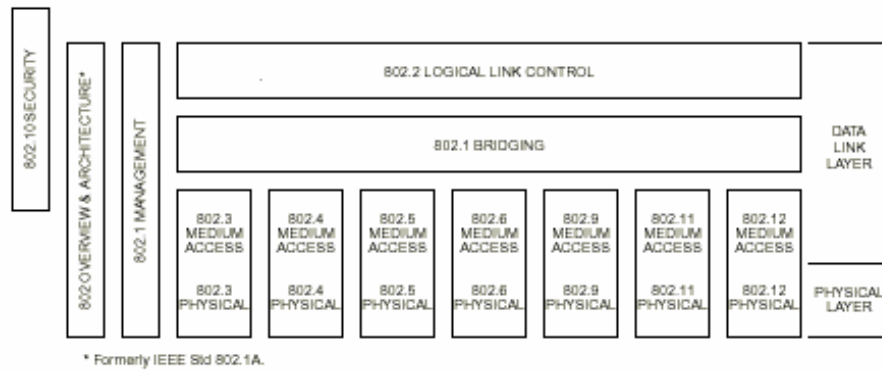 802.10 SECURITY
802 OVERVIEW & ARCHITECTURE*
802.1 MANAGEMENT
802.2 LOGICAL LINK CONTROL
802.1 BRIDGING
DATA
LINK
LAYER
802.3
MEDIUM
ACCESS
802.3
PHYSICAL
802.4
MEDIUM
ACCESS
802.4
PHYSICAL
802.5
MEDIUM
ACCESS
802.5
PHYSICAL
802.6
MEDIUM
ACCESS
802.6
PHYSICAL
802.9
MEDIUM
ACCESS
802.9
PHYSICAL
802.11
MEDIUM
ACCESS
802.11
PHYSICAL
802.12
MEDIUM
ACCESS
802.12
PHYSICAL
PHYSICAL
LAYER
* Formerly IEEE Std 802.1A.